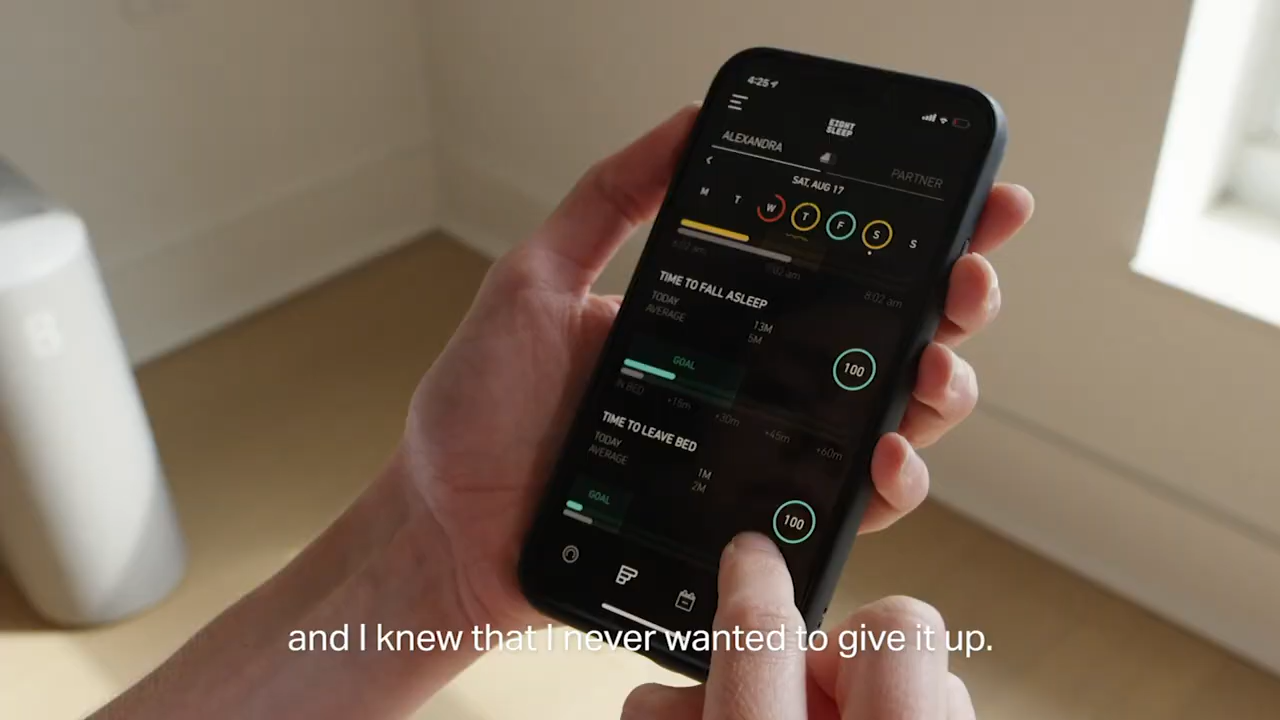 4:25
EIGHT
SLEEP
ALEXANDRA
PARTNER
SAT, AUG 17
M T W T F S S
8:02 am
TIME TO FALL ASLEEP
TODAY 13M
AVERAGE 5M
100
GOAL
IN BED +15m +30m +45m +60m
TIME TO LEAVE BED
TODAY 1M
AVERAGE 2M
100
GOAL
and I knew that I never wanted to give it up.